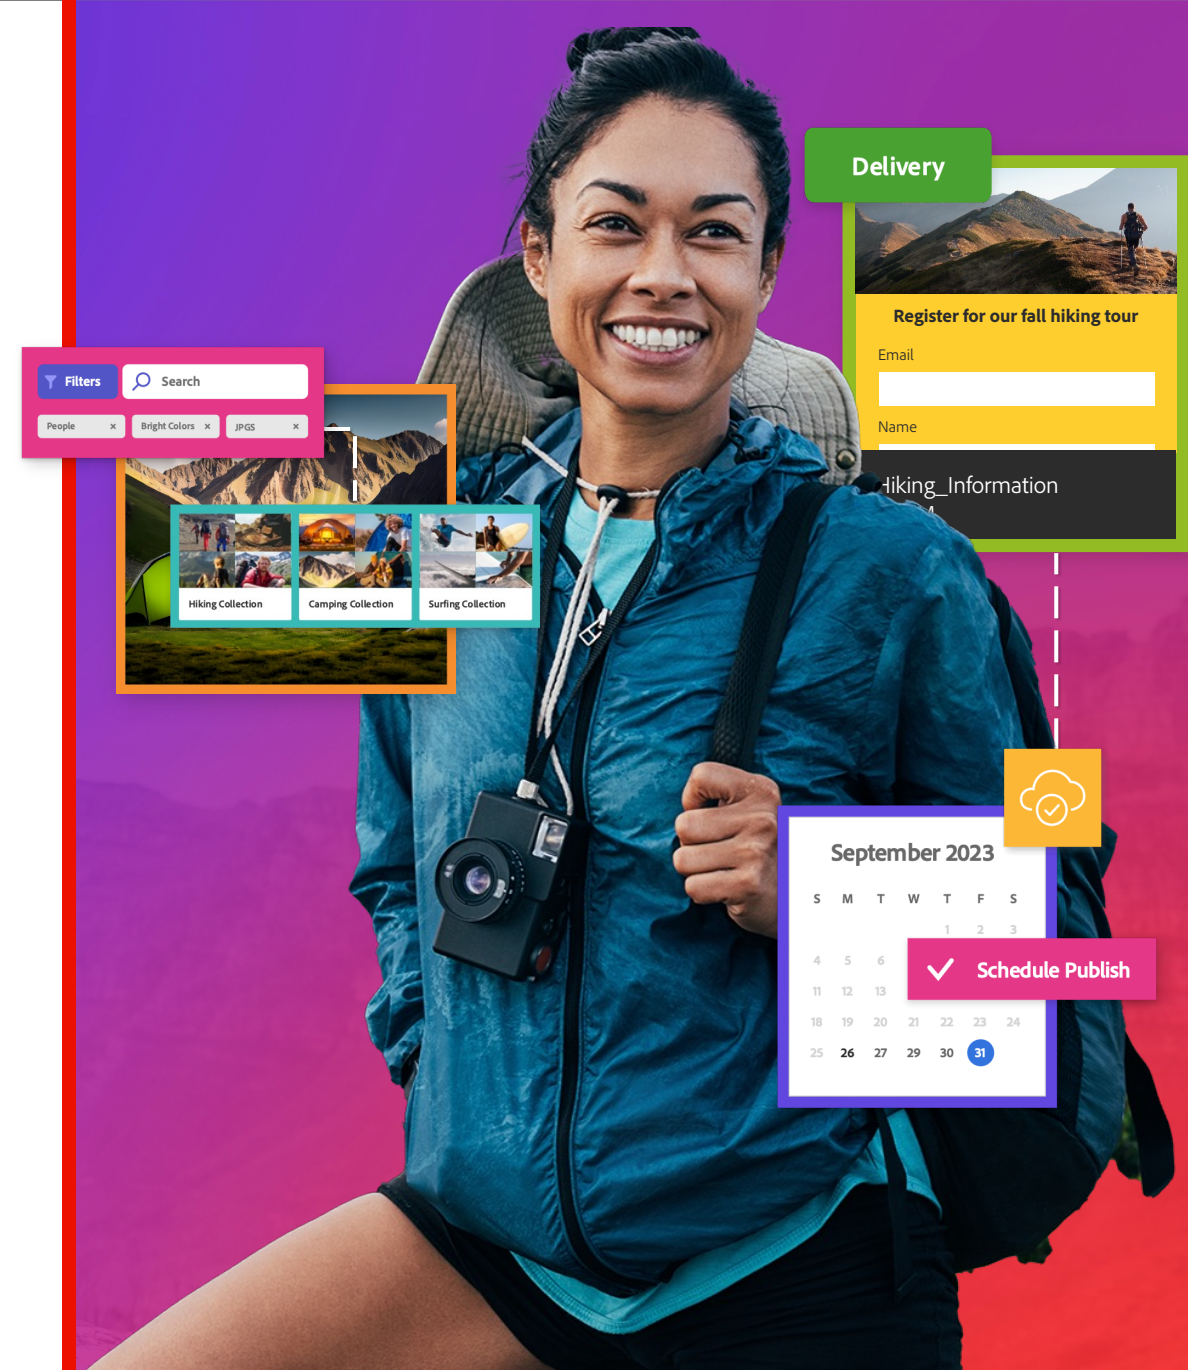 Delivery
Register for our fall hiking tour
Email
Name
Hiking_Information
Filters
Search
People ×
Bright Colors ×
JPGS ×
Hiking Collection
Camping Collection
Surfing Collection
September 2023
S M T W T F S
1 2 3
4 5 6
Schedule Publish
11 12 13
18 19 20 21 22 23 24
25 26 27 29 30 31